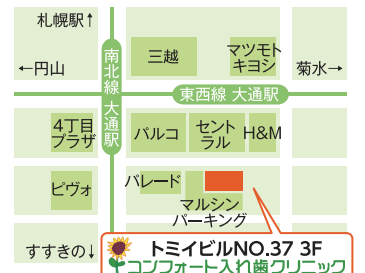 札幌駅↑
南北線 大通駅
三越
マツモト
キヨシ
←円山
菊水→
東西線 大通駅
4丁目
プラザ
パルコ
セント
ラル
H&M
ピヴォ
パレード
マルシン
パーキング
すすきの↓
トミイビルNO.37 3F
コンフォート入れ歯クリニック